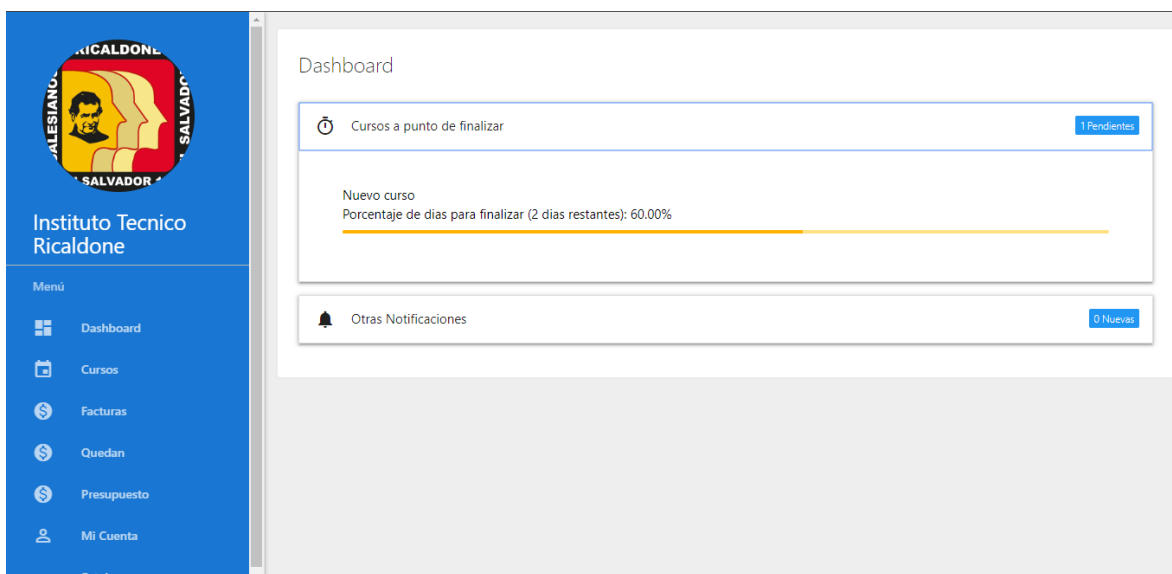 RICALDONE
SALESIANOS
SALVADOR
SALVADOR
Instituto Tecnico
Ricaldone
Menú
Dashboard
Cursos
Facturas
Quedan
Presupuesto
Mi Cuenta
Dashboard
Cursos a punto de finalizar
1 Pendientes
Nuevo curso
Porcentaje de dias para finalizar (2 dias restantes): 60.00%
Otras Notificaciones
0 Nuevas